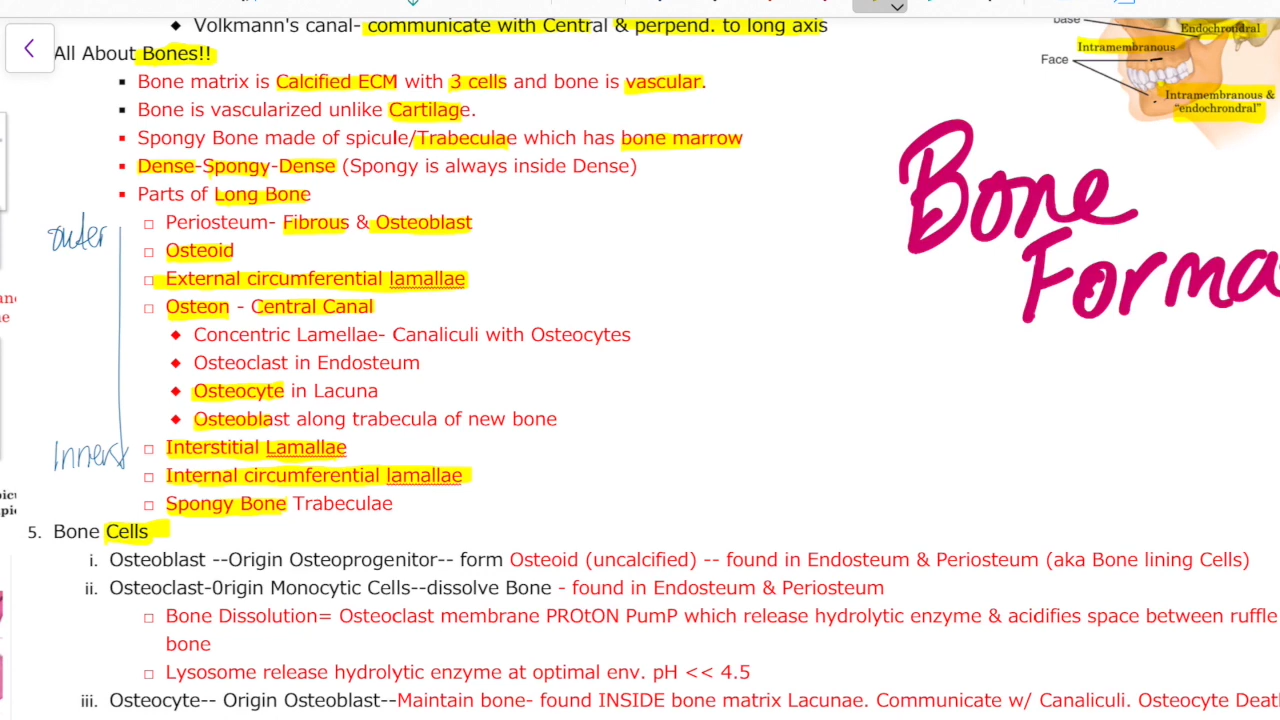 ◆ Volkmann's canal- communicate with Central & perpend. to long axis
All About Bones!!
▪ Bone matrix is Calcified ECM with 3 cells and bone is vascular.
▪ Bone is vascularized unlike Cartilage.
▪ Spongy Bone made of spicule/Trabeculae which has bone marrow
▪ Dense-Spongy-Dense (Spongy is always inside Dense)
▪ Parts of Long Bone
□ Periosteum- Fibrous & Osteoblast
□ Osteoid
□ External circumferential lamallae
□ Osteon - Central Canal
◆ Concentric Lamellae- Canaliculi with Osteocytes
◆ Osteoclast in Endosteum
◆ Osteocyte in Lacuna
◆ Osteoblast along trabecula of new bone
□ Interstitial Lamallae
□ Internal circumferential lamallae
□ Spongy Bone Trabeculae
outer
5. Bone Cells
i. Osteoblast --Origin Osteoprogenitor-- form Osteoid (uncalcified) -- found in Endosteum & Periosteum (aka Bone lining Cells)
ii. Osteoclast-0rigin Monocytic Cells--dissolve Bone - found in Endosteum & Periosteum
□ Bone Dissolution= Osteoclast membrane PROtON PumP which release hydrolytic enzyme & acidifies space between ruffle
bone
□ Lysosome release hydrolytic enzyme at optimal env. pH << 4.5
iii. Osteocyte-- Origin Osteoblast--Maintain bone- found INSIDE bone matrix Lacunae. Communicate w/ Canaliculi. Osteocyte Deat
base
Endochrondral
Intramembranous
Face
Intramembranous &
"endochrondral"
Bone
Forma